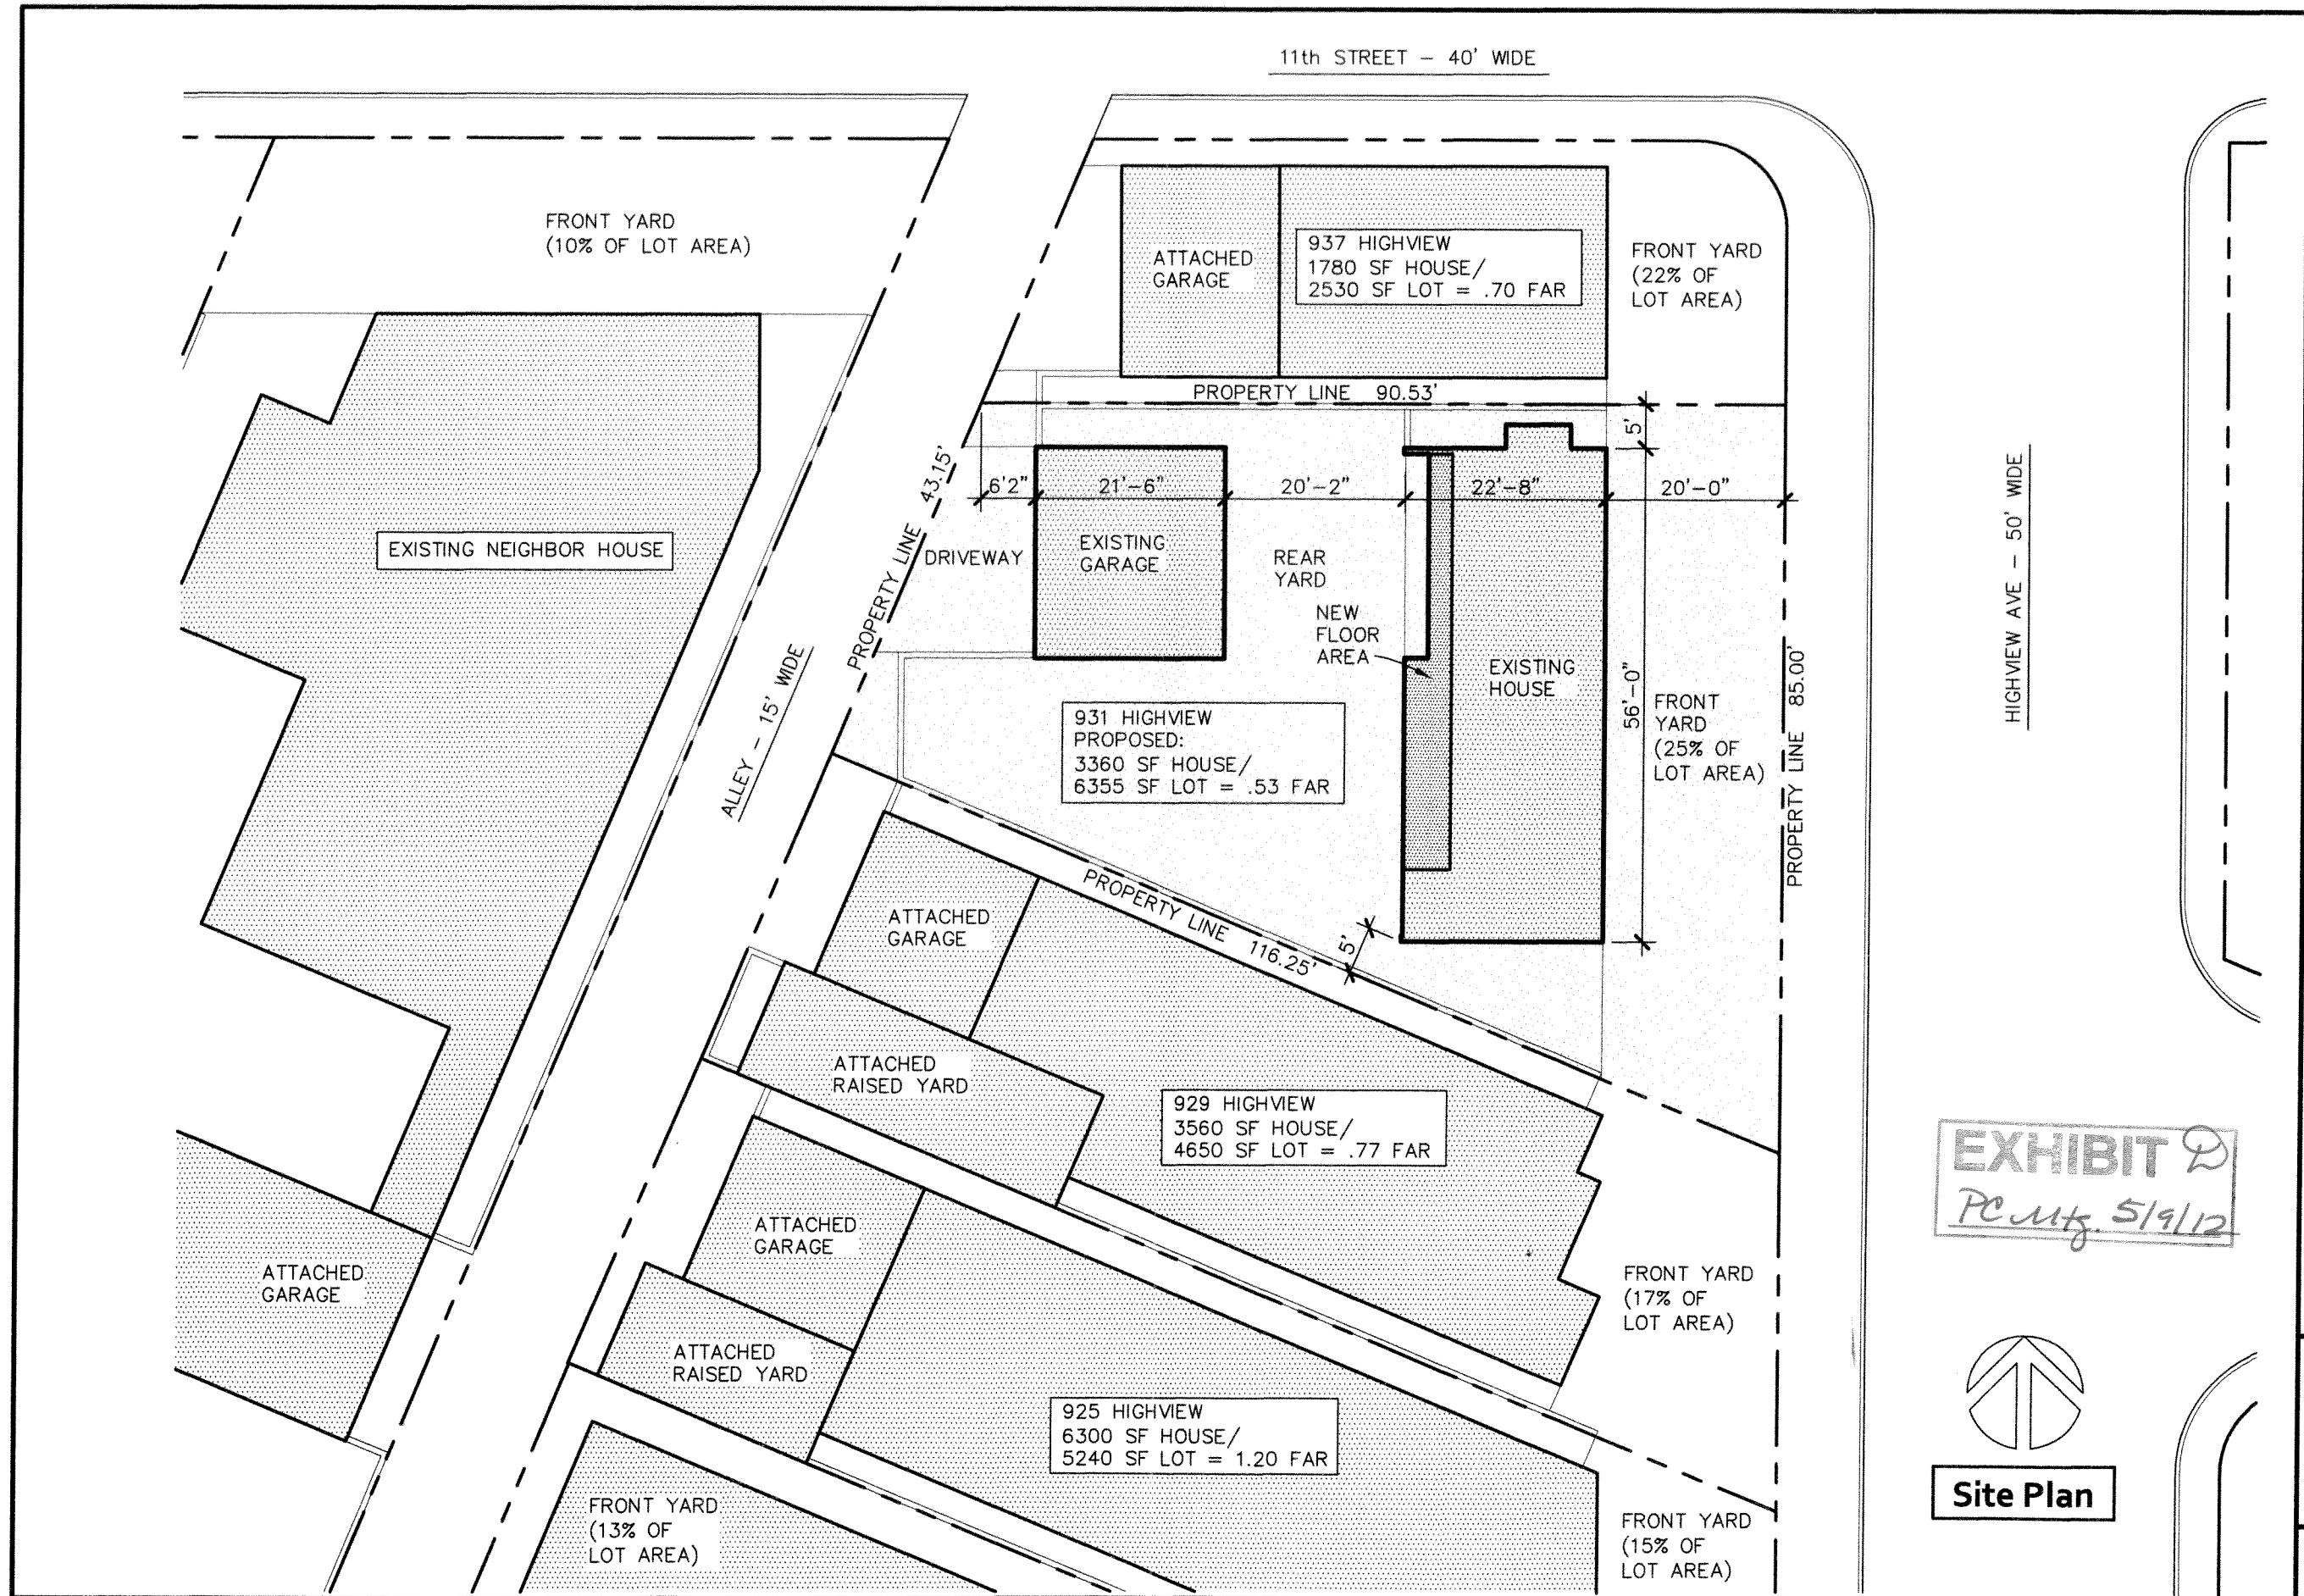 11th STREET – 40' WIDE
FRONT YARD
(10% OF LOT AREA)
ATTACHED
GARAGE
937 HIGHVIEW
1780 SF HOUSE/
2530 SF LOT = .70 FAR
FRONT YARD
(22% OF
LOT AREA)
PROPERTY LINE 90.53'
5'
6'2"
21'-6"
20'-2"
22'-8"
20'-0"
PROPERTY LINE 43.15'
EXISTING NEIGHBOR HOUSE
DRIVEWAY
EXISTING
GARAGE
REAR
YARD
NEW
FLOOR
AREA
EXISTING
HOUSE
56'-0"
FRONT
YARD
(25% OF
LOT AREA)
PROPERTY LINE 85.00'
HIGHVIEW AVE – 50' WIDE
ALLEY – 15' WIDE
931 HIGHVIEW
PROPOSED:
3360 SF HOUSE/
6355 SF LOT = .53 FAR
PROPERTY LINE 116.25'
5'
ATTACHED
GARAGE
ATTACHED
RAISED YARD
929 HIGHVIEW
3560 SF HOUSE/
4650 SF LOT = .77 FAR
EXHIBIT D
PC Mtg. 5/9/12
ATTACHED
GARAGE
ATTACHED
GARAGE
FRONT YARD
(17% OF
LOT AREA)
ATTACHED
RAISED YARD
925 HIGHVIEW
6300 SF HOUSE/
5240 SF LOT = 1.20 FAR
Site Plan
FRONT YARD
(13% OF
LOT AREA)
FRONT YARD
(15% OF
LOT AREA)